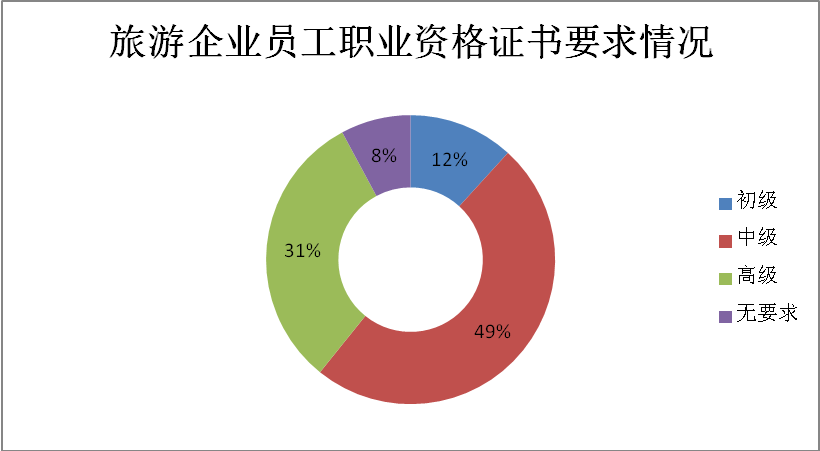 旅游企业员工职业资格证书要求情况
8%
12%
31%
49%
初级
中级
高级
无要求